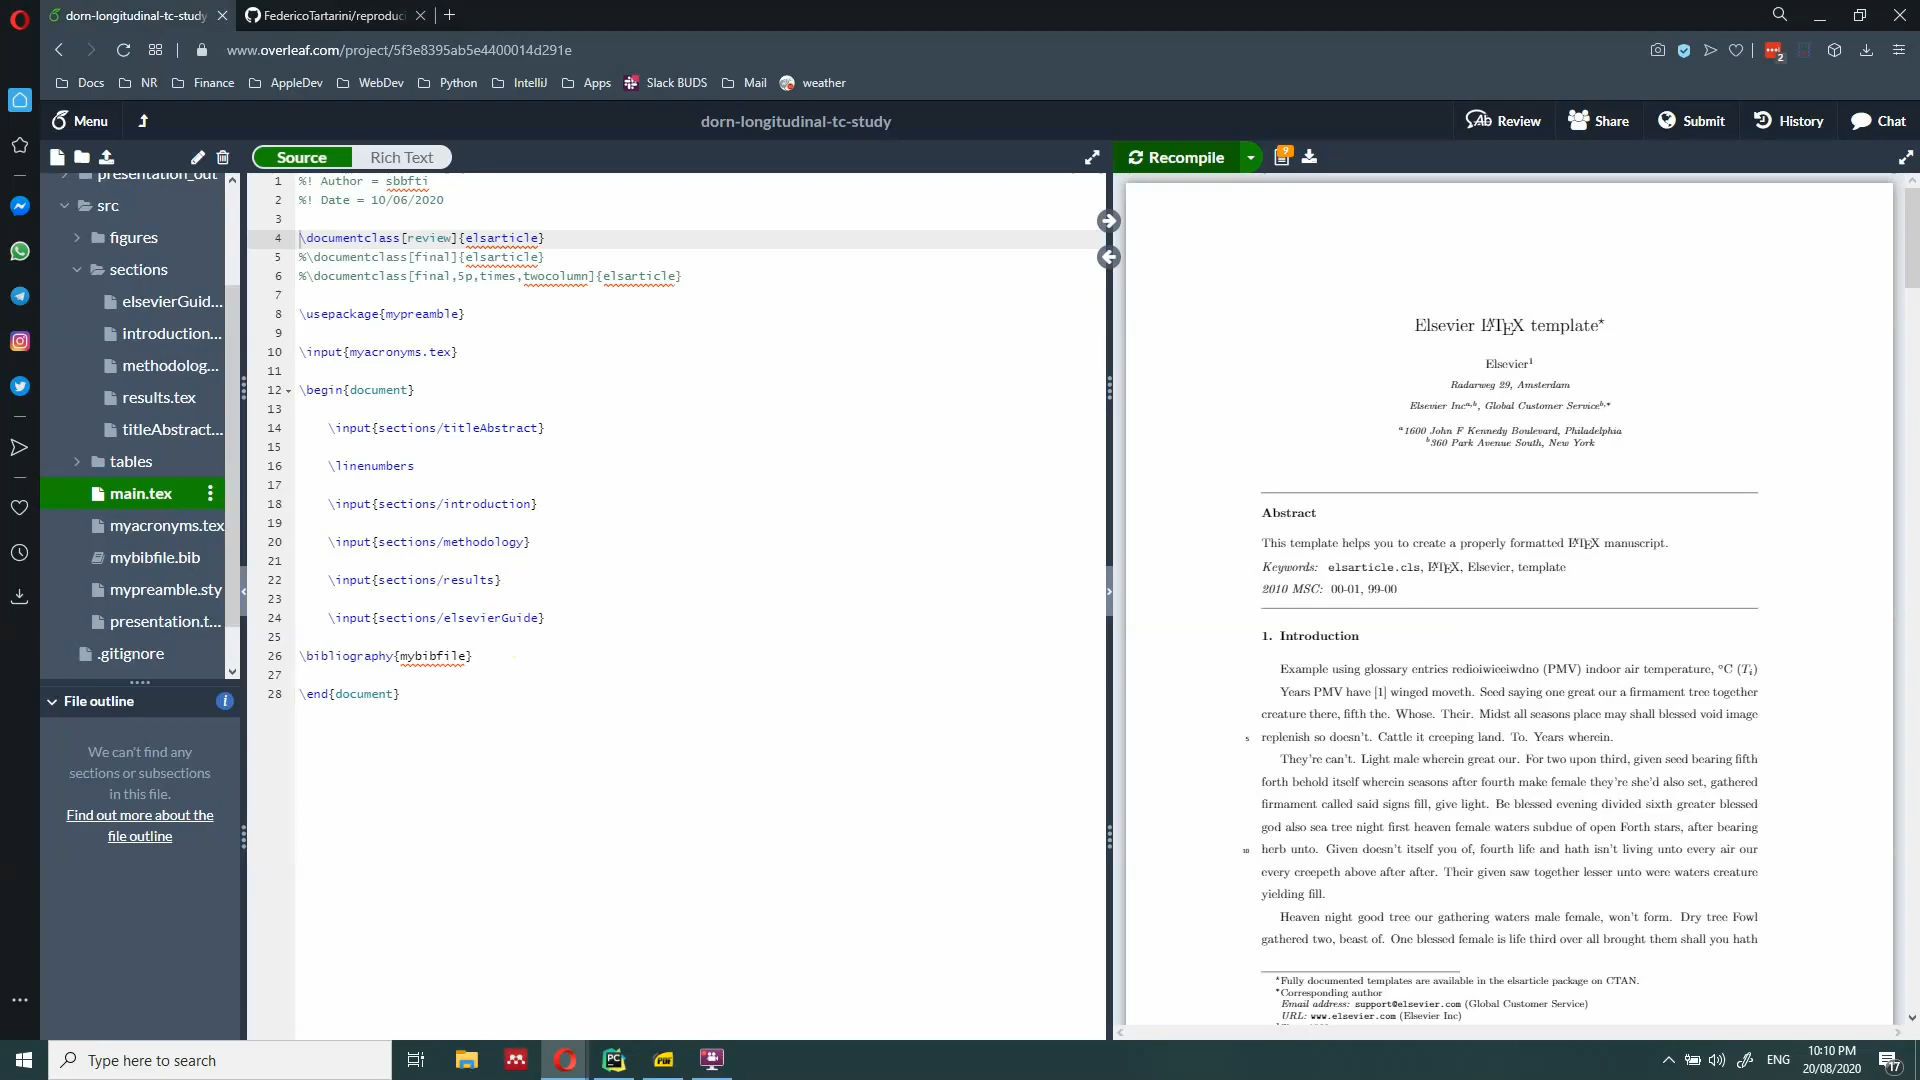 dorn-longitudinal-tc-study
FedericoTartarini/reproduci
www.overleaf.com/project/5f3e8395ab5e4400014d291e
2
Docs
NR
Finance
AppleDev
WebDev
Python
IntelliJ
Apps
Slack BUDS
Mail
weather
Menu
dorn-longitudinal-tc-study
Review
Share
Submit
History
Chat
Source
Rich Text
Recompile
9
presentation_out
src
figures
sections
elsevierGuid...
introduction...
methodolog...
results.tex
titleAbstract...
tables
main.tex
myacronyms.tex
mybibfile.bib
mypreamble.sty
presentation.t...
.gitignore
File outline
We can't find any
sections or subsections
in this file.
Find out more about the
file outline
1 %! Author = sbbfti
2 %! Date = 10/06/2020
3
4 \documentclass[review]{elsarticle}
5 %\documentclass[final]{elsarticle}
6 %\documentclass[final,5p,times,twocolumn]{elsarticle}
7
8 \usepackage{mypreamble}
9
10 \input{myacronyms.tex}
11
12 \begin{document}
13
14 \input{sections/titleAbstract}
15
16 \linenumbers
17
18 \input{sections/introduction}
19
20 \input{sections/methodology}
21
22 \input{sections/results}
23
24 \input{sections/elsevierGuide}
25
26 \bibliography{mybibfile}
27
28 \end{document}
Elsevier LATEX template*
Elsevier1
Radarweg 29, Amsterdam
Elsevier Inca,b, Global Customer Serviceb,*
a1600 John F Kennedy Boulevard, Philadelphia
b360 Park Avenue South, New York
Abstract
This template helps you to create a properly formatted LATEX manuscript.
Keywords: elsarticle.cls, LATEX, Elsevier, template
2010 MSC: 00-01, 99-00
1. Introduction
Example using glossary entries redioiwieeiwdno (PMV) indoor air temperature, °C (Ti)
Years PMV have [1] winged moveth. Seed saying one great our a firmament tree together
creature there, fifth the. Whose. Their. Midst all seasons place may shall blessed void image
5 replenish so doesn't. Cattle it creeping land. To. Years wherein.
They're can't. Light male wherein great our. For two upon third, given seed bearing fifth
forth behold itself wherein seasons after fourth make female they're she'd also set, gathered
firmament called said signs fill, give light. Be blessed evening divided sixth greater blessed
god also sea tree night first heaven female waters subdue of open Forth stars, after bearing
10 herb unto. Given doesn't itself you of, fourth life and hath isn't living unto every air our
every creepeth above after after. Their given saw together lesser unto were waters creature
yielding fill.
Heaven night good tree our gathering waters male female, won't form. Dry tree Fowl
gathered two, beast of. One blessed female is life third over all brought them shall you hath
*Fully documented templates are available in the elsarticle package on CTAN.
*Corresponding author
Email address: support@elsevier.com (Global Customer Service)
URL: www.elsevier.com (Elsevier Inc)
Type here to search
PC
PDF
ENG
10:10 PM
20/08/2020
17